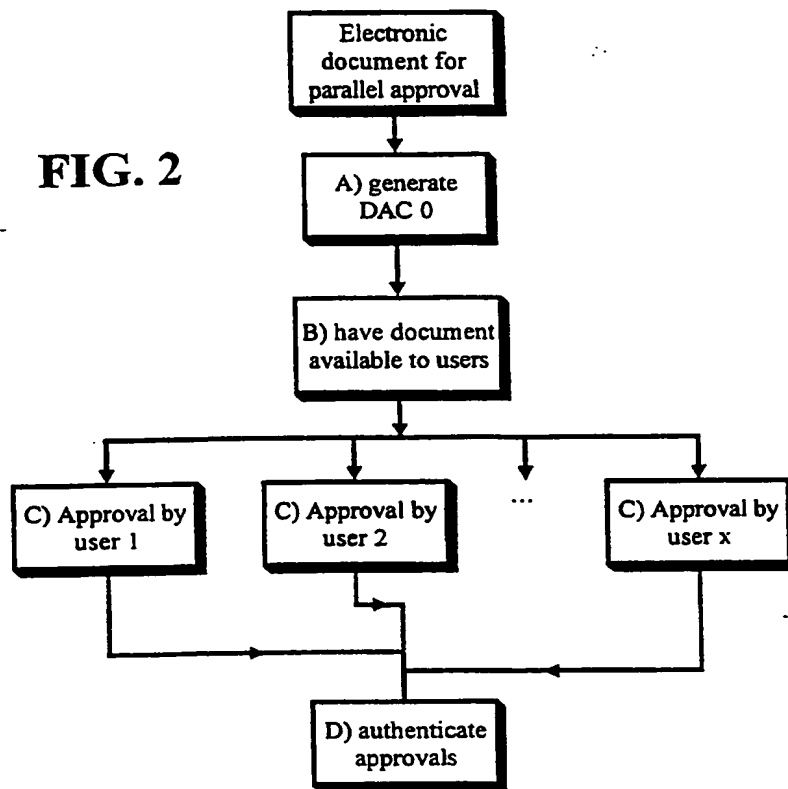 Electronic
document for
parallel approval
FIG. 2
A) generate
DAC 0
B) have document
available to users
...
C) Approval by
user 1
C) Approval by
user 2
C) Approval by
user x
D) authenticate
approvals